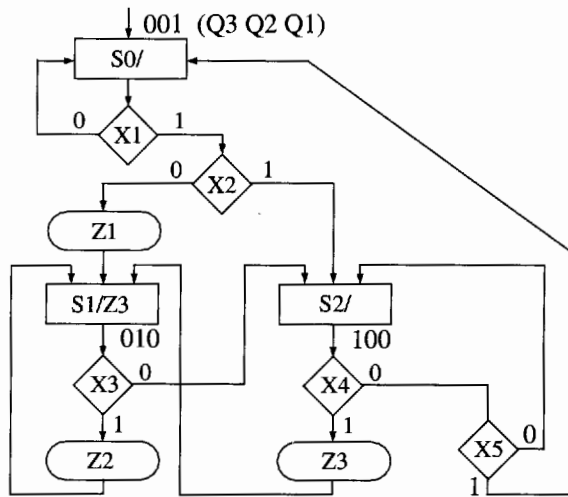 001 (Q3 Q2 Q1)
S0/
0 X1 1
0 X2 1
Z1
S1/Z3 S2/
010 100
X3 0 X4 0
1 1
Z2 Z3 X5 0
1